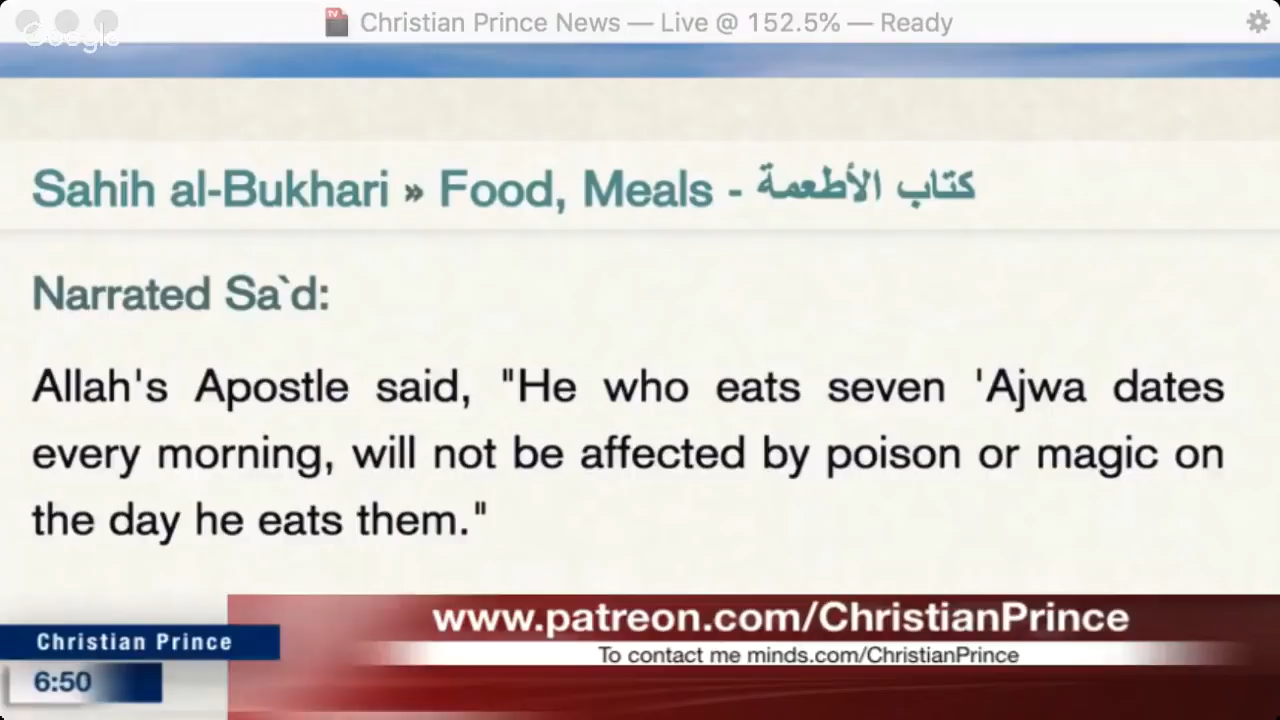 Christian Prince News — Live @ 152.5% — Ready
Google
Sahih al-Bukhari » Food, Meals - كتاب الأطعمة
Narrated Sa`d:
Allah's Apostle said, "He who eats seven 'Ajwa dates
every morning, will not be affected by poison or magic on
the day he eats them."
www.patreon.com/ChristianPrince
Christian Prince
To contact me minds.com/ChristianPrince
6:50